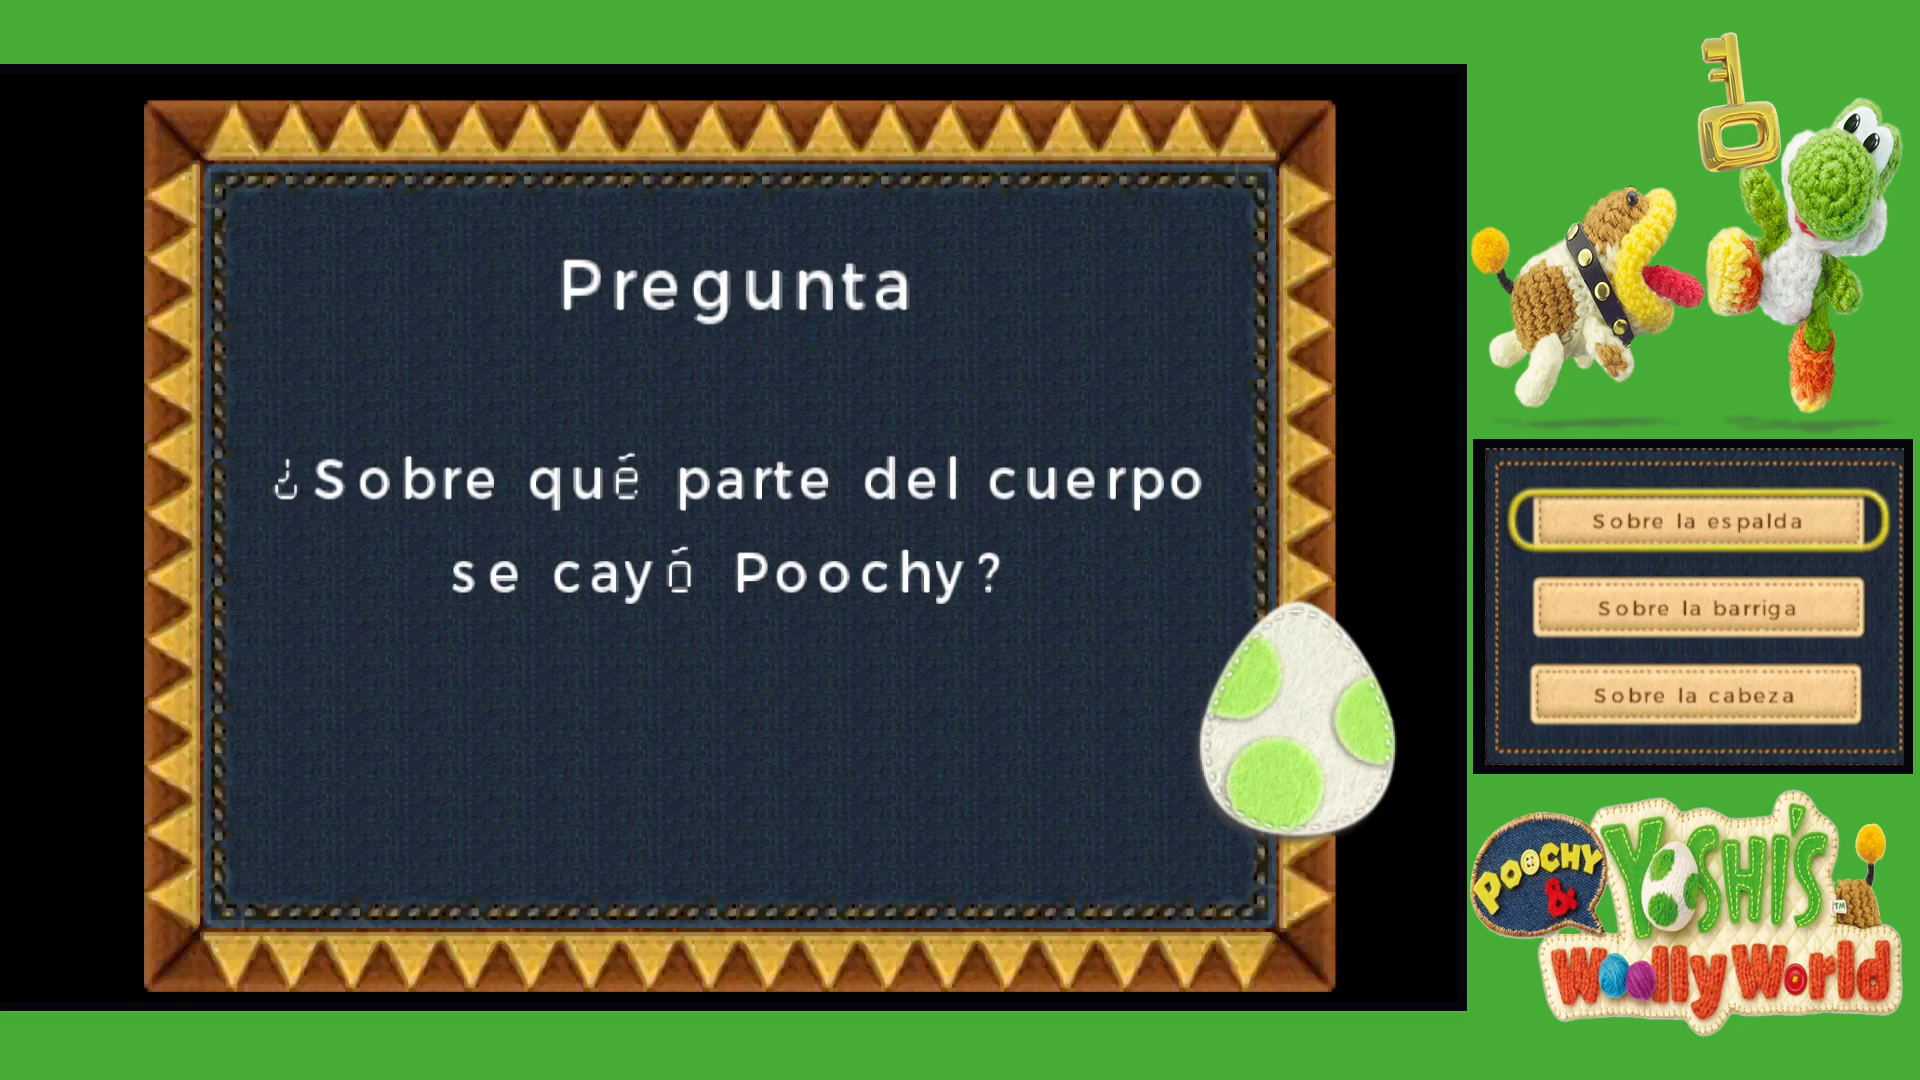 Pregunta
¿Sobre qué parte del cuerpo
se cayó Poochy?
Sobre la espalda
Sobre la barriga
Sobre la cabeza
POOCHY
&
YOSHI'S
TM
Woolly World